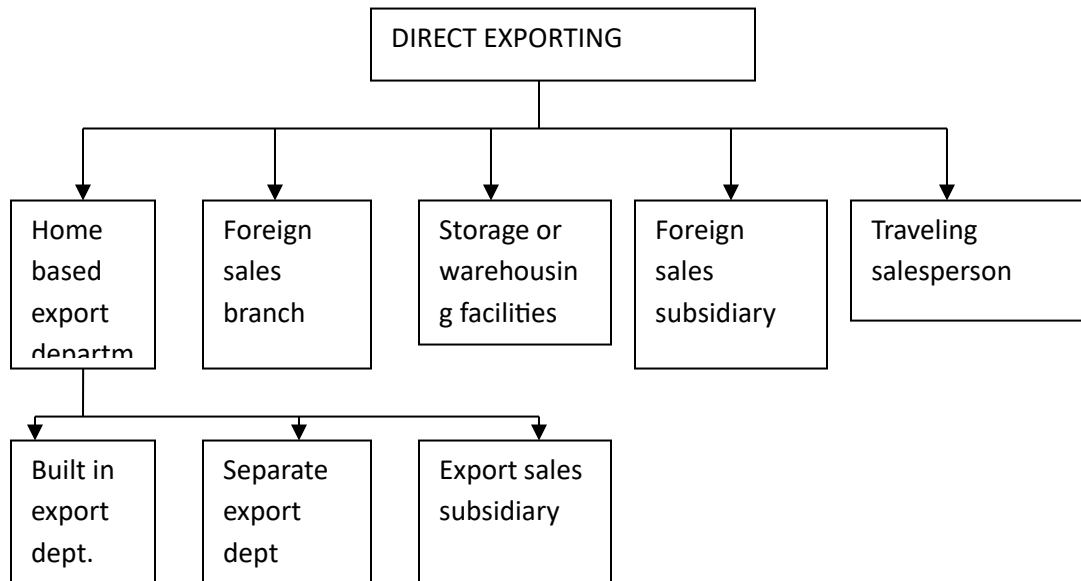 DIRECT EXPORTING
Home
based
export
departm
Foreign
sales
branch
Storage or
warehousin
g facilities
Foreign
sales
subsidiary
Traveling
salesperson
Built in
export
dept.
Separate
export
dept
Export sales
subsidiary